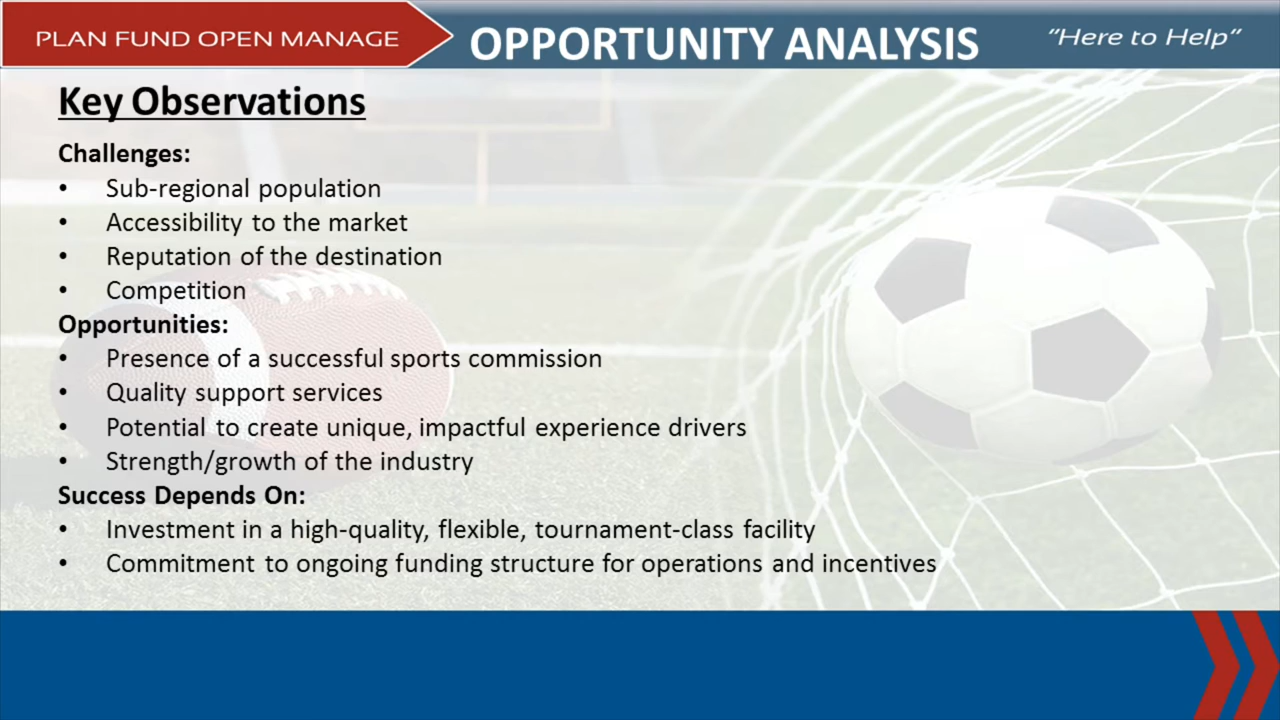 PLAN FUND OPEN MANAGE
OPPORTUNITY ANALYSIS
"Here to Help"
Key Observations
Challenges:
• Sub-regional population
• Accessibility to the market
• Reputation of the destination
• Competition
Opportunities:
• Presence of a successful sports commission
• Quality support services
• Potential to create unique, impactful experience drivers
• Strength/growth of the industry
Success Depends On:
• Investment in a high-quality, flexible, tournament-class facility
• Commitment to ongoing funding structure for operations and incentives